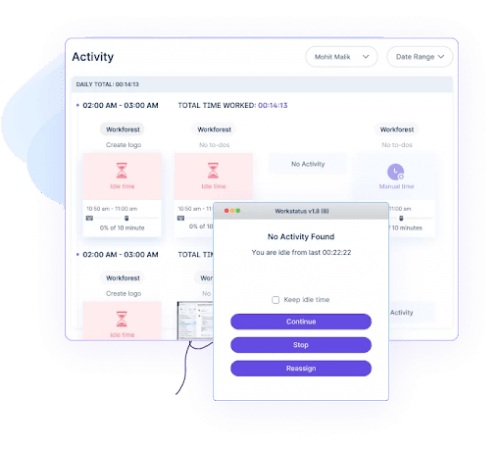 Activity
Mohit Malik
Date Range
DAILY TOTAL: 00:14:13
02:00 AM - 03:00 AM TOTAL TIME WORKED: 00:14:13
Workforest Workforest Workforest
Create logo No to-dos No to-dos
No Activity
Idle time Idle time Manual time
10:50 am - 11:00 am 10:50 am - 11:00 am
0% of 10 minute 0% of 10 minute
02:00 AM - 03:00 AM TOTAL TIM
Workforest Wor
Create logo No
Activity
Idle time
Workstatus v1.8 (8)
No Activity Found
You are idle from last 00:22:22
Keep idle time
Continue
Stop
Reassign